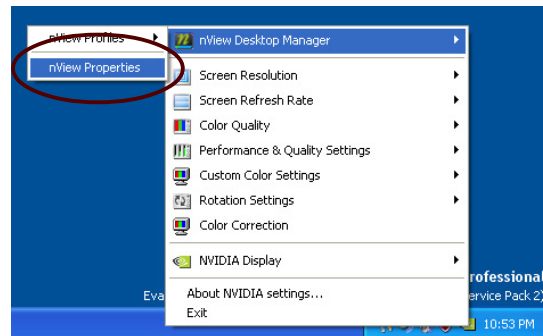 nView Profiles
nView Properties
nView Desktop Manager
Screen Resolution
Screen Refresh Rate
Color Quality
Performance & Quality Settings
Custom Color Settings
Rotation Settings
Color Correction
NVIDIA Display
About NVIDIA settings...
Exit
rofessional
Eva
ervice Pack 2)
10:53 PM